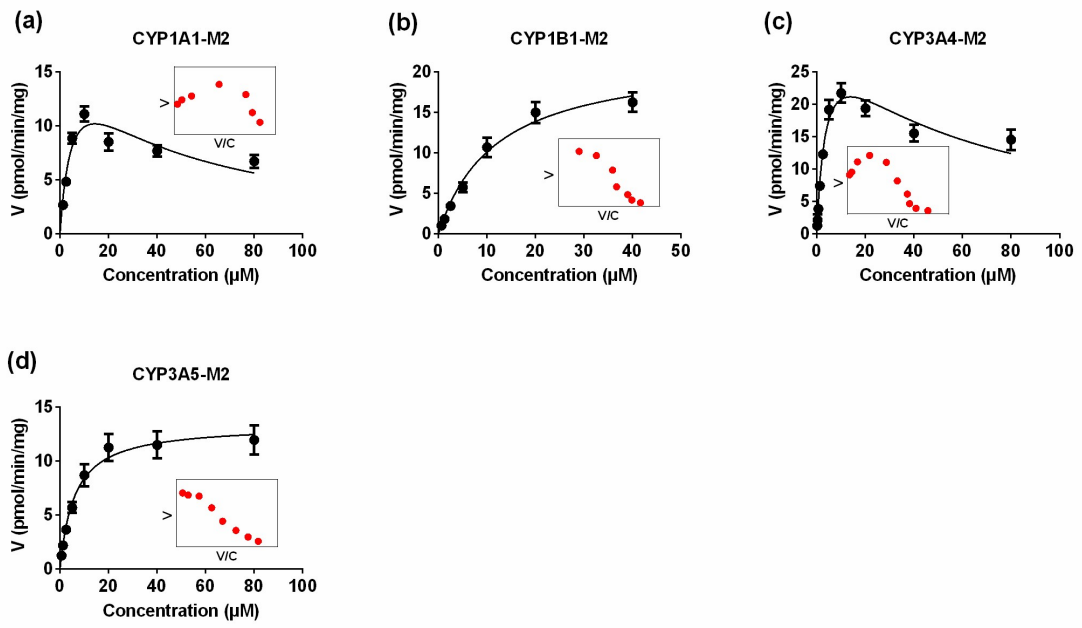 (a)
CYP1A1-M2
V (pmol/min/mg)
15
10
5
0
0 20 40 60 80 100
Concentration (µM)
V
V/C
(b)
CYP1B1-M2
V (pmol/min/mg)
20
15
10
5
0
0 10 20 30 40 50
Concentration (µM)
V
V/C
(c)
CYP3A4-M2
V (pmol/min/mg)
25
20
15
10
5
0
0 20 40 60 80 100
Concentration (µM)
V
V/C
(d)
CYP3A5-M2
V (pmol/min/mg)
15
10
5
0
0 20 40 60 80 100
Concentration (µM)
V
V/C